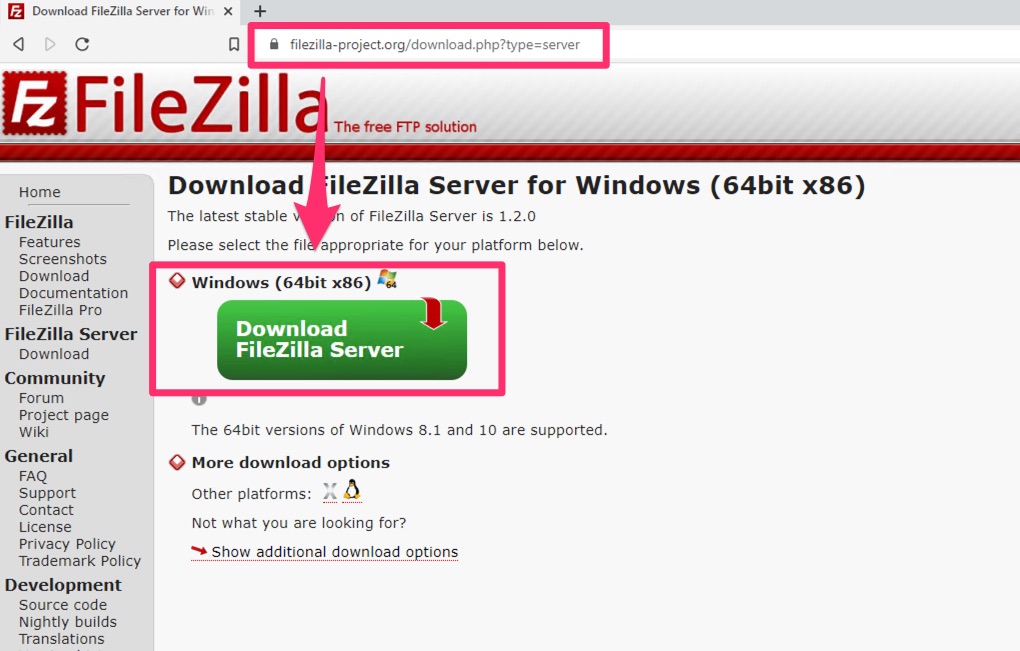 Download FileZilla Server for Win
filezilla-project.org/download.php?type=server
FileZilla
The free FTP solution
Home
FileZilla
Features
Screenshots
Download
Documentation
FileZilla Pro
FileZilla Server
Download
Community
Forum
Project page
Wiki
General
FAQ
Support
Contact
License
Privacy Policy
Trademark Policy
Development
Source code
Nightly builds
Translations
Download FileZilla Server for Windows (64bit x86)
The latest stable version of FileZilla Server is 1.2.0
Please select the file appropriate for your platform below.
Windows (64bit x86) 64
Download
FileZilla Server
The 64bit versions of Windows 8.1 and 10 are supported.
More download options
Other platforms:
Not what you are looking for?
Show additional download options